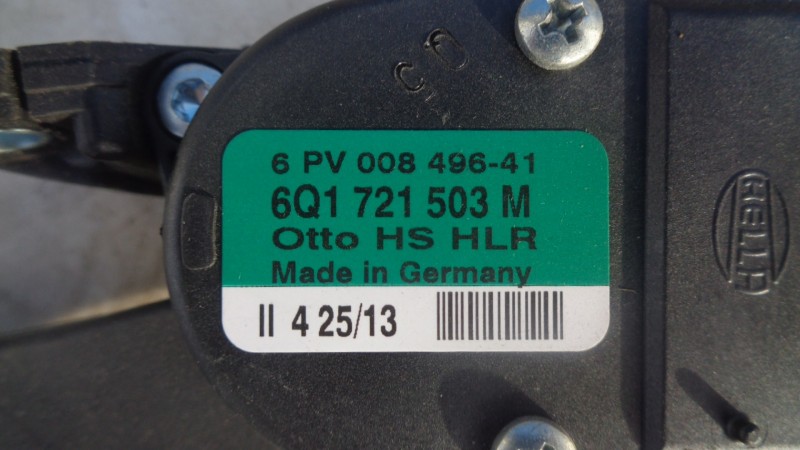 6 PV 008 496-41
6Q1 721 503 M
Otto HS HLR
Made in Germany
II 4 25/13
HELLA